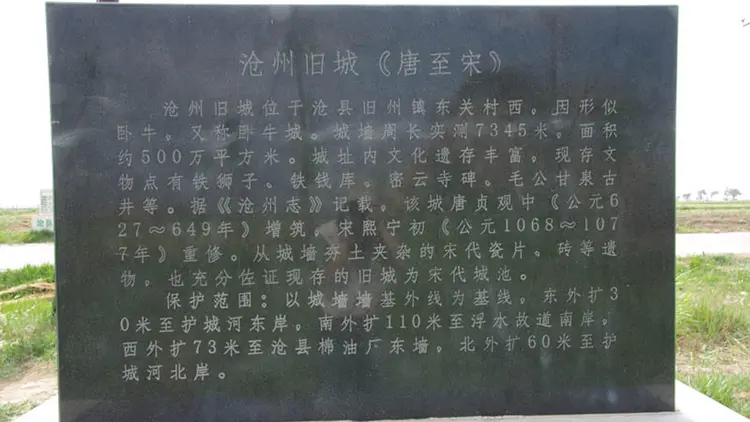 沧州旧城《唐至宋》
沧州旧城位于沧县旧州镇东关村西。因形似
卧牛，又称卧牛城。城墙周长实测7345米，面积
约500万平方米。城址内文化遗存丰富，现存文
物点有铁狮子、铁钱库、密云寺碑、毛公甘泉古
井等。据《沧州志》记载，该城唐贞观中《公元6
27～649年》增筑，宋熙宁初《公元1068～107
7年》重修。从城墙夯土夹杂的宋代瓷片、砖等遗
物，也充分佐证现存的旧城为宋代城池。
保护范围：以城墙墙基外线为基线，东外扩3
0米至护城河东岸。南外扩110米至浮水故道南岸，
西外扩73米至沧县棉油厂东墙，北外扩60米至护
城河北岸。